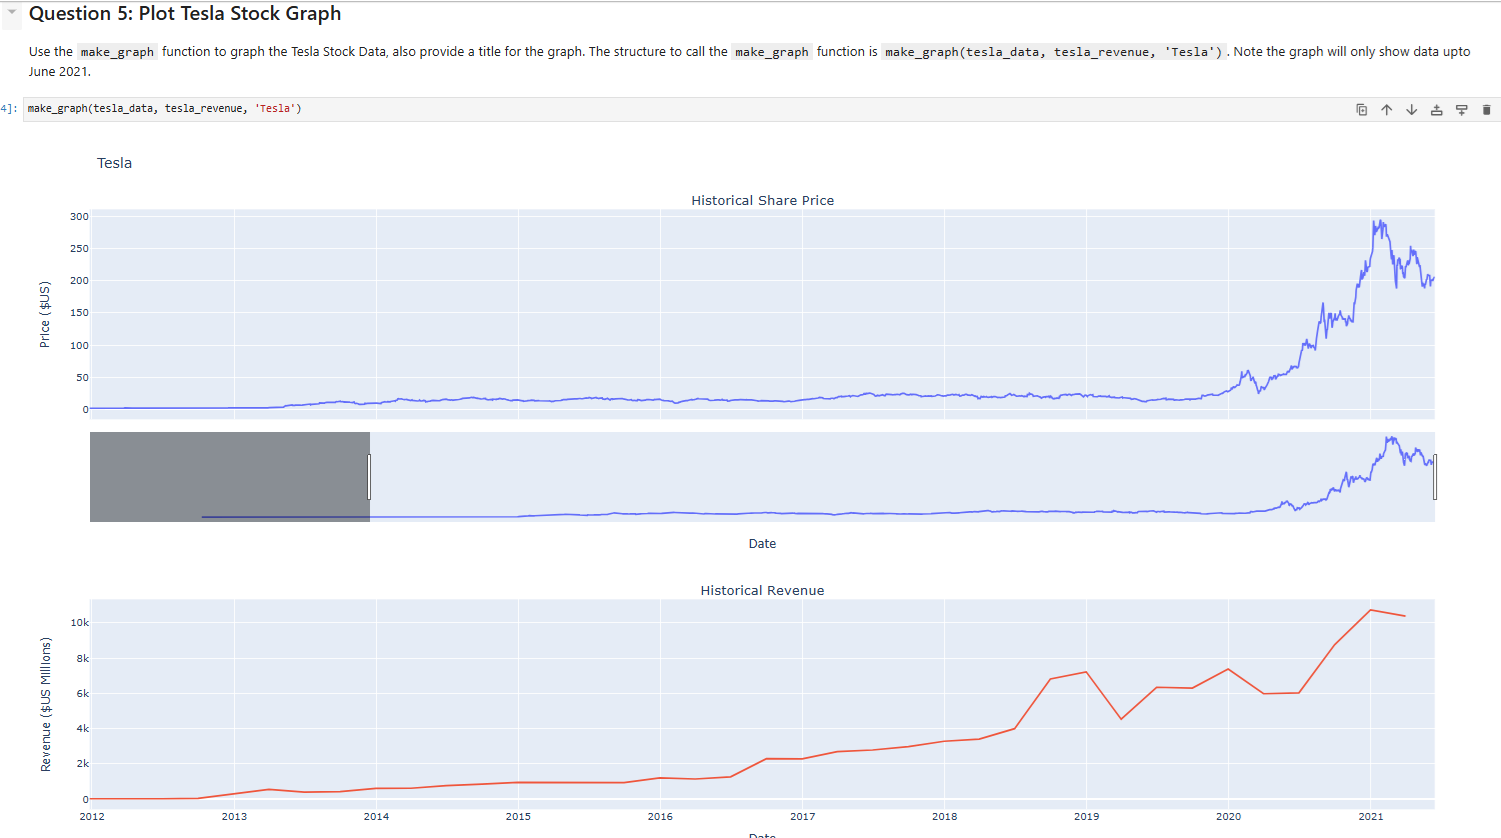 Question 5: Plot Tesla Stock Graph
Use the make_graph function to graph the Tesla Stock Data, also provide a title for the graph. The structure to call the make_graph function is make_graph(tesla_data, tesla_revenue, 'Tesla'). Note the graph will only show data upto
June 2021.
4]: make_graph(tesla_data, tesla_revenue, 'Tesla')
Tesla
Historical Share Price
300
250
200
150
100
50
0
Price ($US)
Date
Historical Revenue
10k
8k
6k
4k
2k
0
Revenue ($US Millions)
2012 2013 2014 2015 2016 2017 2018 2019 2020 2021
Date